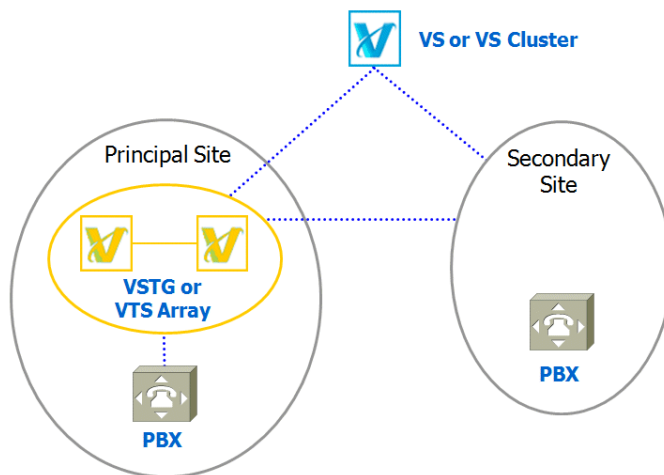 VS or VS Cluster
Principal Site
Secondary
Site
VSTG or
VTS Array
PBX
PBX